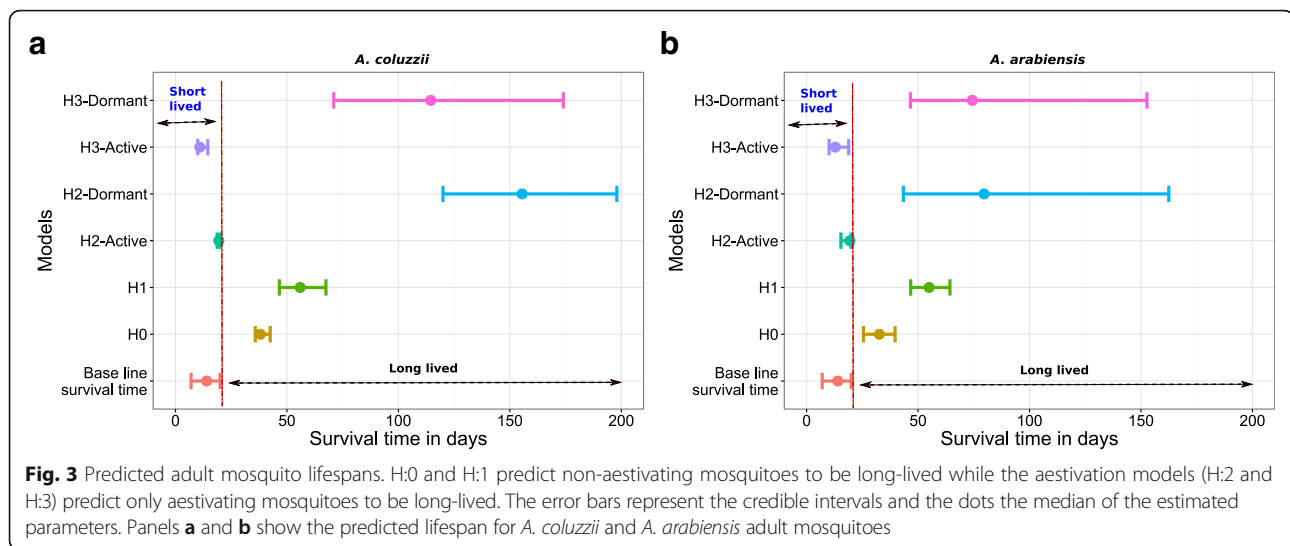 a
A. coluzzii
Models
H3-Dormant
H3-Active
H2-Dormant
H2-Active
H1
H0
Base line
survival time
Short
lived
Long lived
0 50 100 150 200
Survival time in days
b
A. arabiensis
Models
H3-Dormant
H3-Active
H2-Dormant
H2-Active
H1
H0
Base line
survival time
Short
lived
Long lived
0 50 100 150 200
Survival time in days
Fig. 3 Predicted adult mosquito lifespans. H:0 and H:1 predict non-aestivating mosquitoes to be long-lived while the aestivation models (H:2 and
H:3) predict only aestivating mosquitoes to be long-lived. The error bars represent the credible intervals and the dots the median of the estimated
parameters. Panels a and b show the predicted lifespan for A. coluzzii and A. arabiensis adult mosquitoes